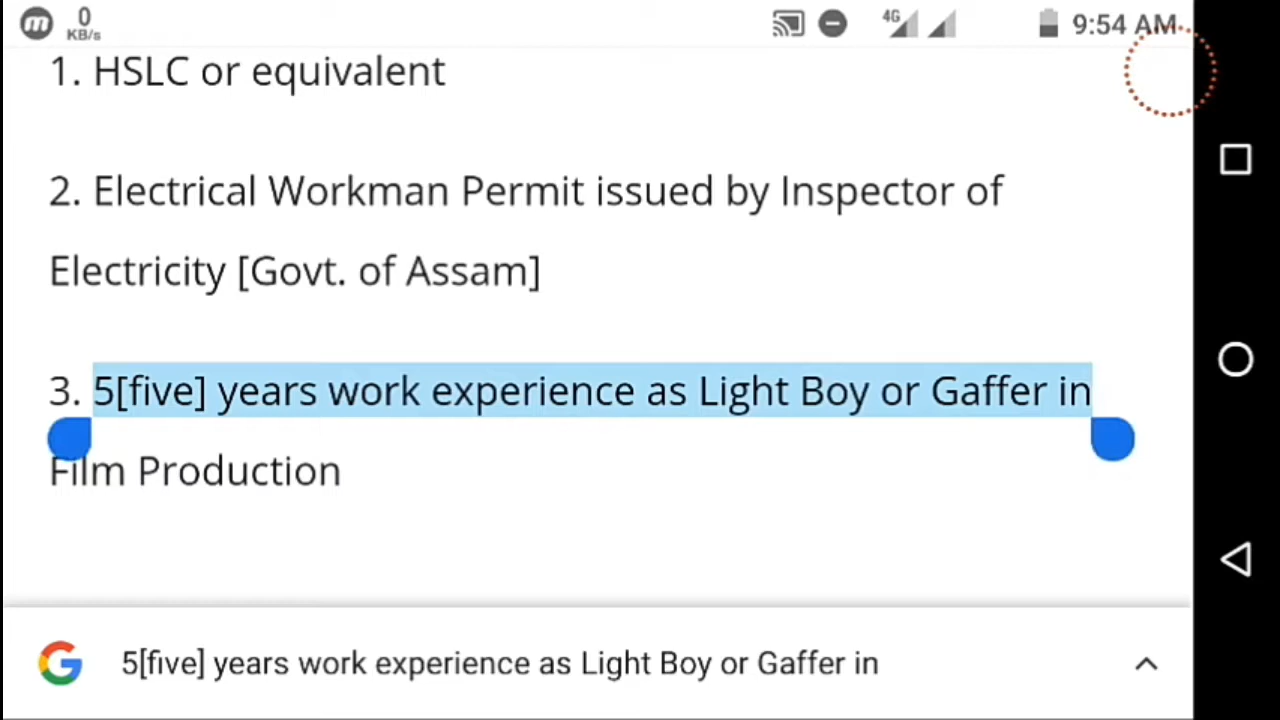 0
KB/s
4G
9:54 AM
1. HSLC or equivalent
2. Electrical Workman Permit issued by Inspector of
Electricity [Govt. of Assam]
3. 5[five] years work experience as Light Boy or Gaffer in
Film Production
5[five] years work experience as Light Boy or Gaffer in